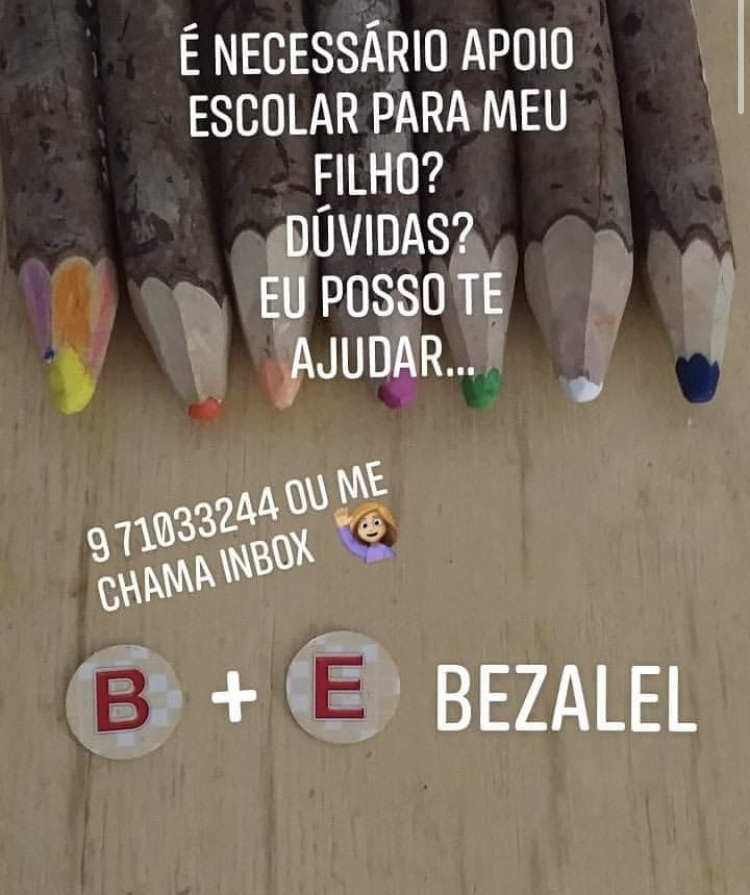 É NECESSÁRIO APOIO
ESCOLAR PARA MEU
FILHO?
DÚVIDAS?
EU POSSO TE
AJUDAR...
9 71033244 OU ME
CHAMA INBOX
B + E BEZALEL